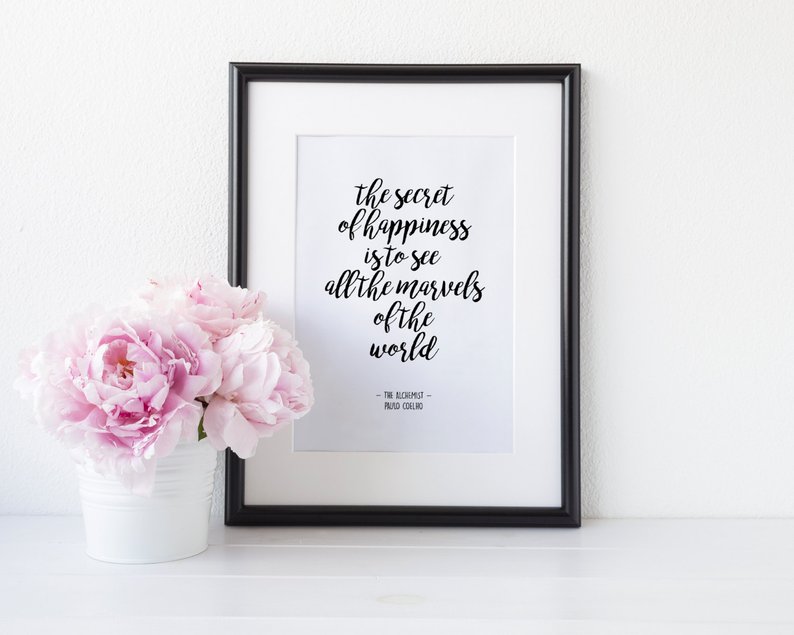 the secret
of happiness
is to see
all the marvels
of the
world
– THE ALCHEMIST –
PAULO COELHO